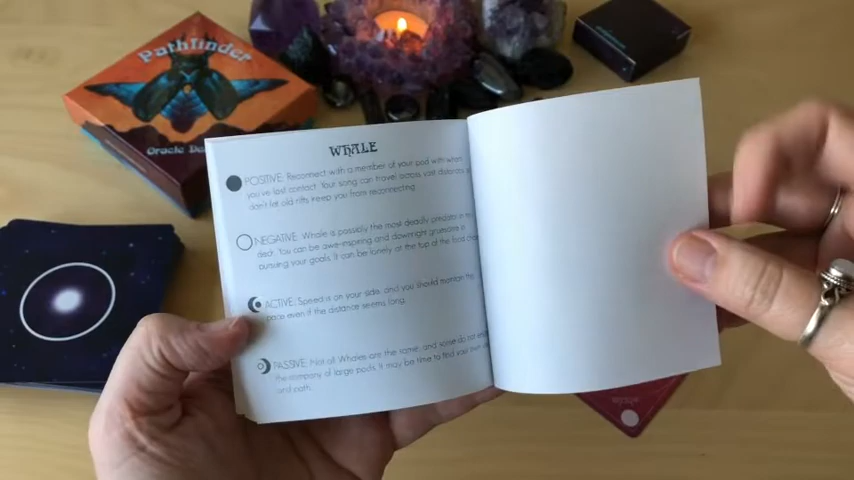 Pathfinder
Oracle
WHALE
POSITIVE: Reconnect with a member of your pod with whom
you've lost contact. Your song can travel across vast distances,
don't let old rifts keep you from reconnecting.
NEGATIVE: Whale is possibly the most deadly predator in
deck. You can be awe-inspiring and downright gruesome
pursuing your goals. It can be lonely at the top of the food
ACTIVE: Speed is on your side, and you should maintain the
pace even if the distance seems long.
PASSIVE: Not all Whales are the same, and some do not
the company of large pods. It may be time to find your own
and path.